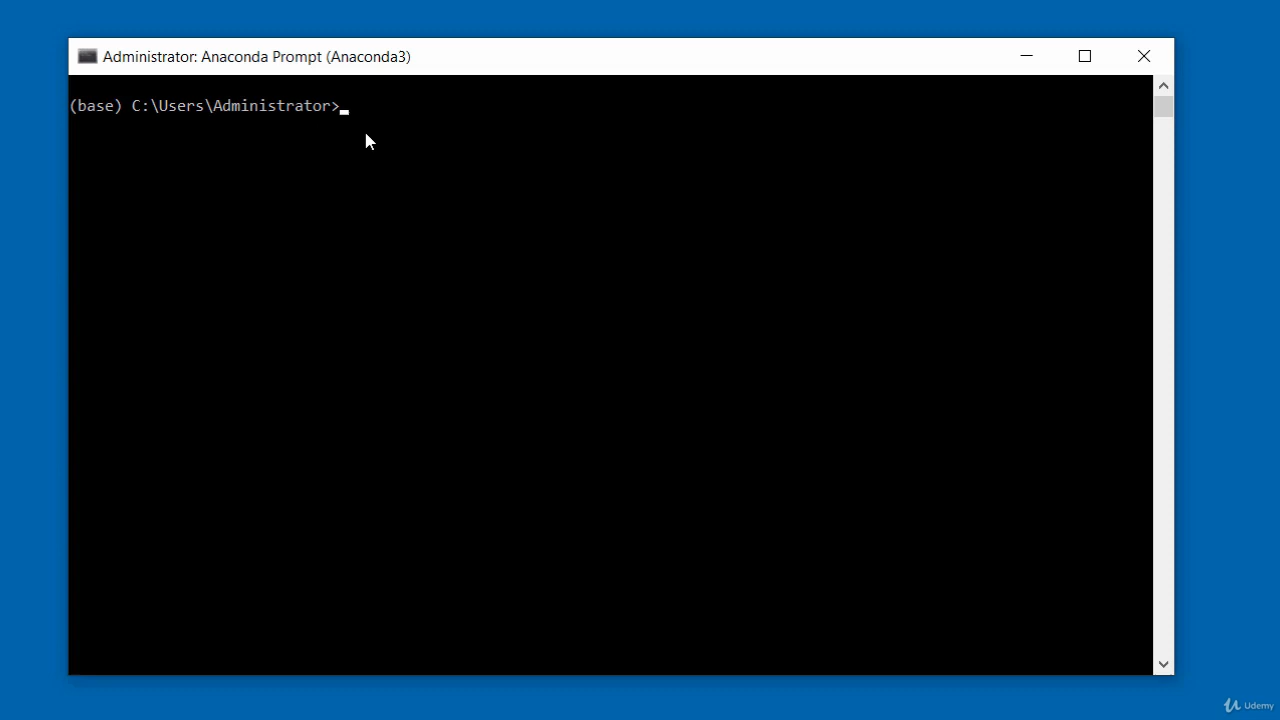 Administrator: Anaconda Prompt (Anaconda3)
(base) C:\Users\Administrator>
Udemy